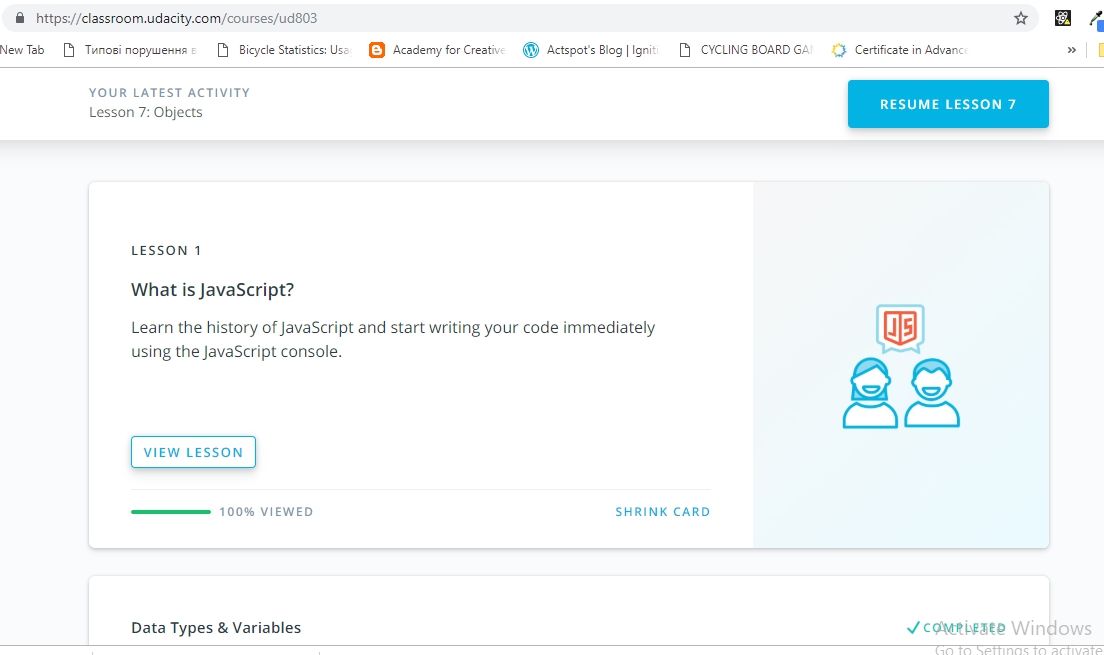 https://classroom.udacity.com/courses/ud803
New Tab Типові порушення в Bicycle Statistics: Usa Academy for Creative Actspot's Blog | Igniti CYCLING BOARD GA Certificate in Advance »
YOUR LATEST ACTIVITY
Lesson 7: Objects
RESUME LESSON 7
LESSON 1
What is JavaScript?
Learn the history of JavaScript and start writing your code immediately
using the JavaScript console.
JS
VIEW LESSON
100% VIEWED
SHRINK CARD
Data Types & Variables
COMPLETED
Activate Windows
Go to Settings to activate